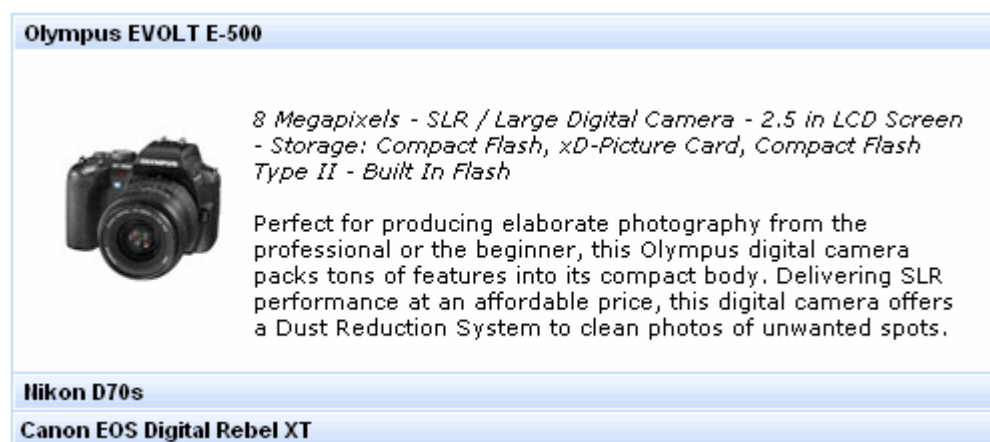 Olympus EVOLT E-500
8 Megapixels - SLR / Large Digital Camera - 2.5 in LCD Screen
- Storage: Compact Flash, xD-Picture Card, Compact Flash
Type II - Built In Flash
OLYMPUS
Perfect for producing elaborate photography from the
professional or the beginner, this Olympus digital camera
packs tons of features into its compact body. Delivering SLR
performance at an affordable price, this digital camera offers
a Dust Reduction System to clean photos of unwanted spots.
Nikon D70s
Canon EOS Digital Rebel XT